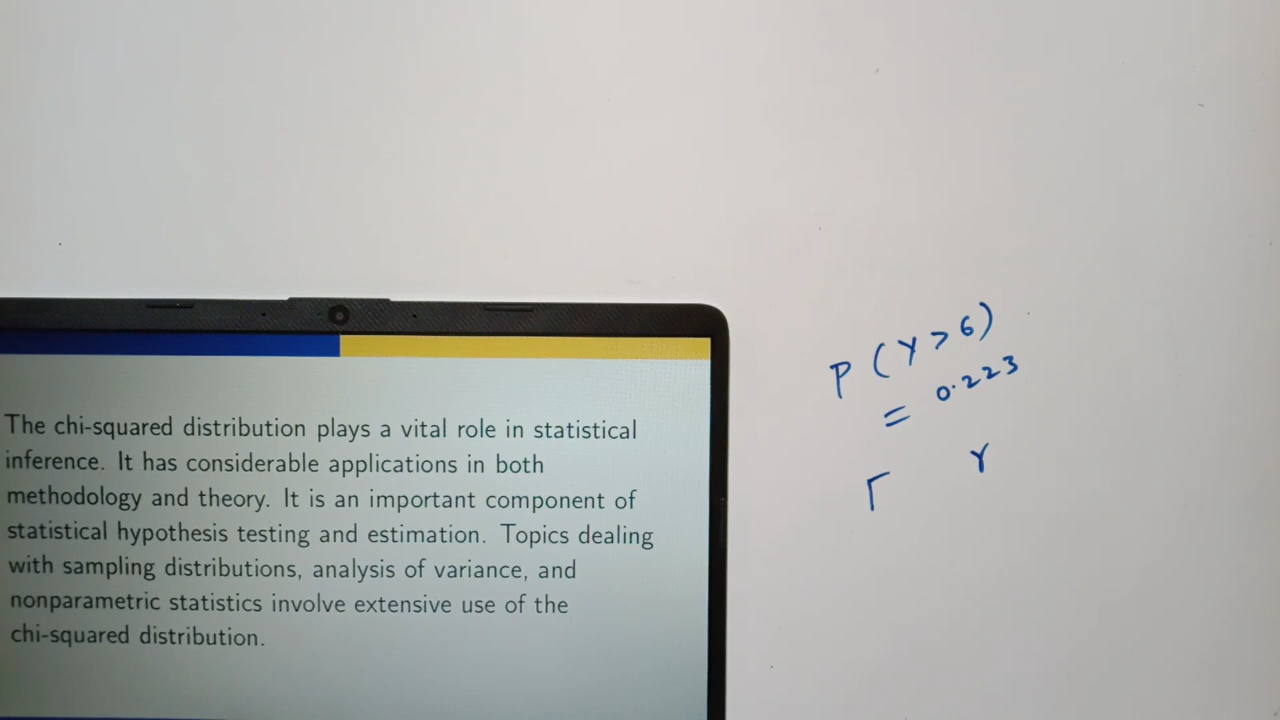 The chi-squared distribution plays a vital role in statistical
inference. It has considerable applications in both
methodology and theory. It is an important component of
statistical hypothesis testing and estimation. Topics dealing
with sampling distributions, analysis of variance, and
nonparametric statistics involve extensive use of the
chi-squared distribution.
P (Y > 6)
= 0.223
Γ γ